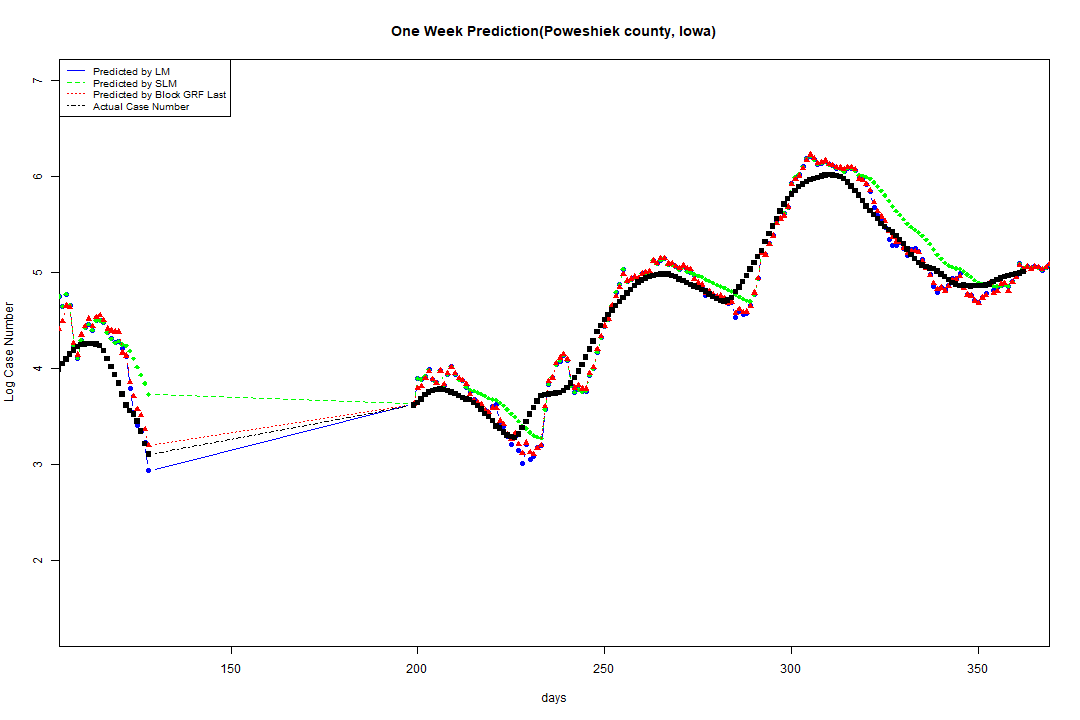 One Week Prediction(Poweshiek county, Iowa)
Predicted by LM
Predicted by SLM
Predicted by Block GRF Last
Actual Case Number
7
6
5
4
3
2
Log Case Number
150
200
250
300
350
days